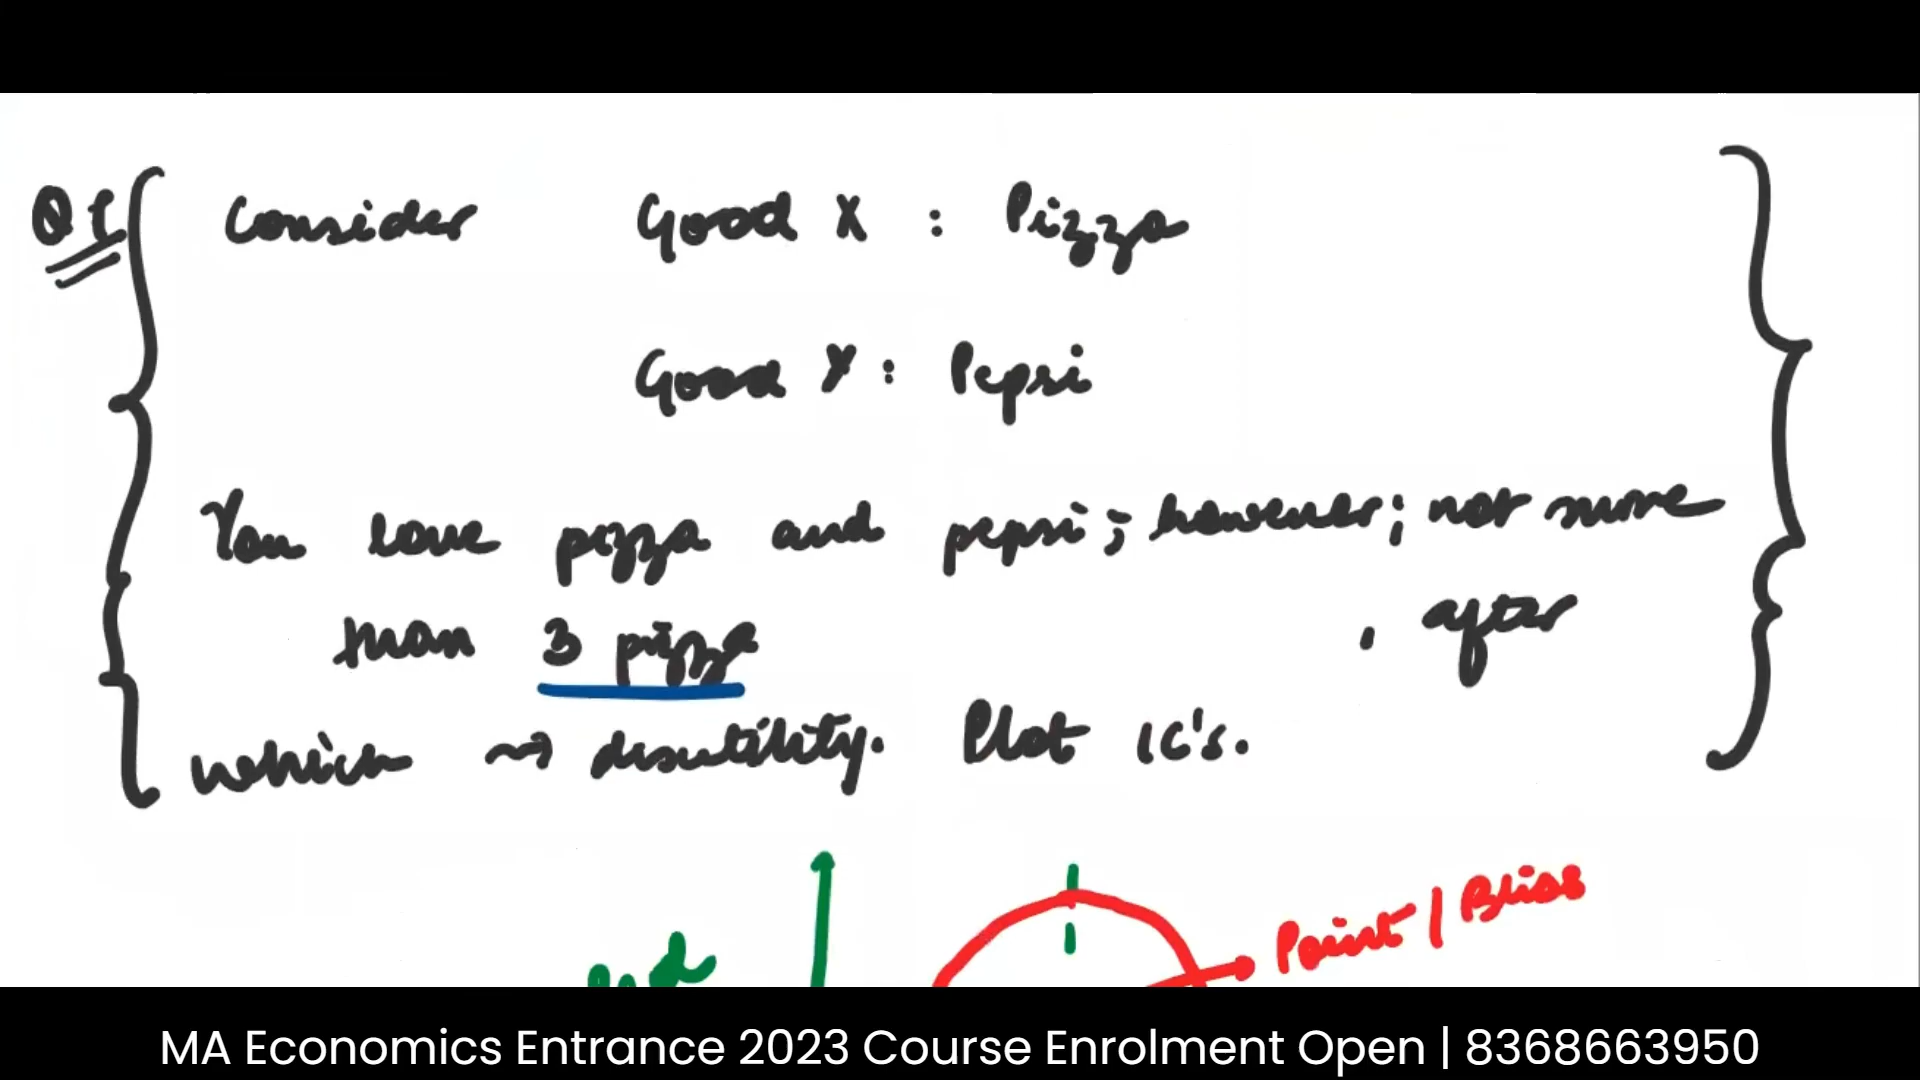 Q1 Consider Good X : Pizza
Good Y : Pepsi
You love pizza and pepsi ; however ; not more
than 3 pizza , after
which ⇝ disutility. Plot IC's.
Point / Bliss
MA Economics Entrance 2023 Course Enrolment Open | 8368663950